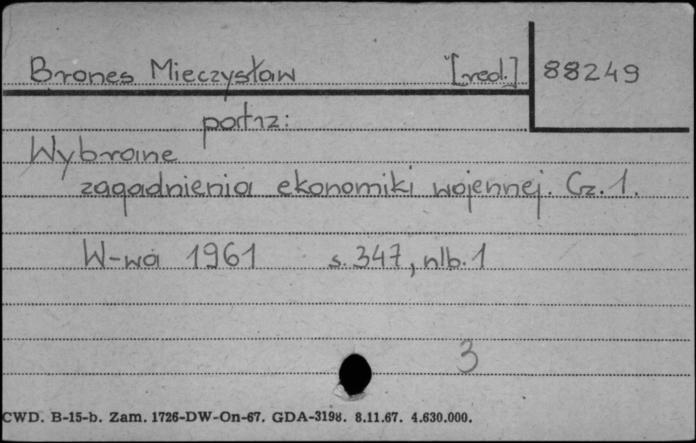 Brones Mieczysław [red.] 88249
patrz:
Wybrane
zagadnienia ekonomiki wojennej. Cz. 1.
W-wa 1961 s. 347, nlb. 1
3
CWD. B-15-b. Zam. 1726-DW-On-67. GDA-3198. 8.11.67. 4.630.000.